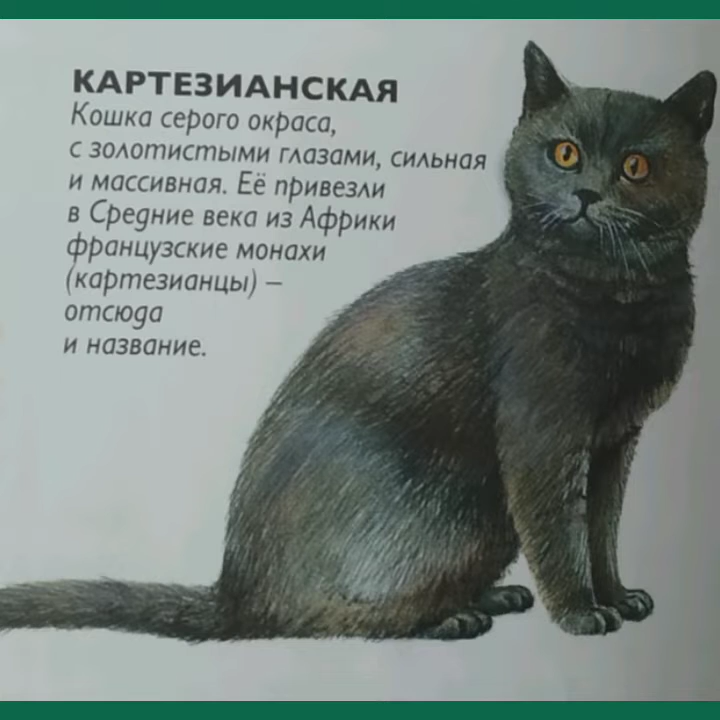 КАРТЕЗИАНСКАЯ
Кошка серого окраса,
с золотистыми глазами, сильная
и массивная. Её привезли
в Средние века из Африки
французские монахи
(картезианцы) –
отсюда
и название.